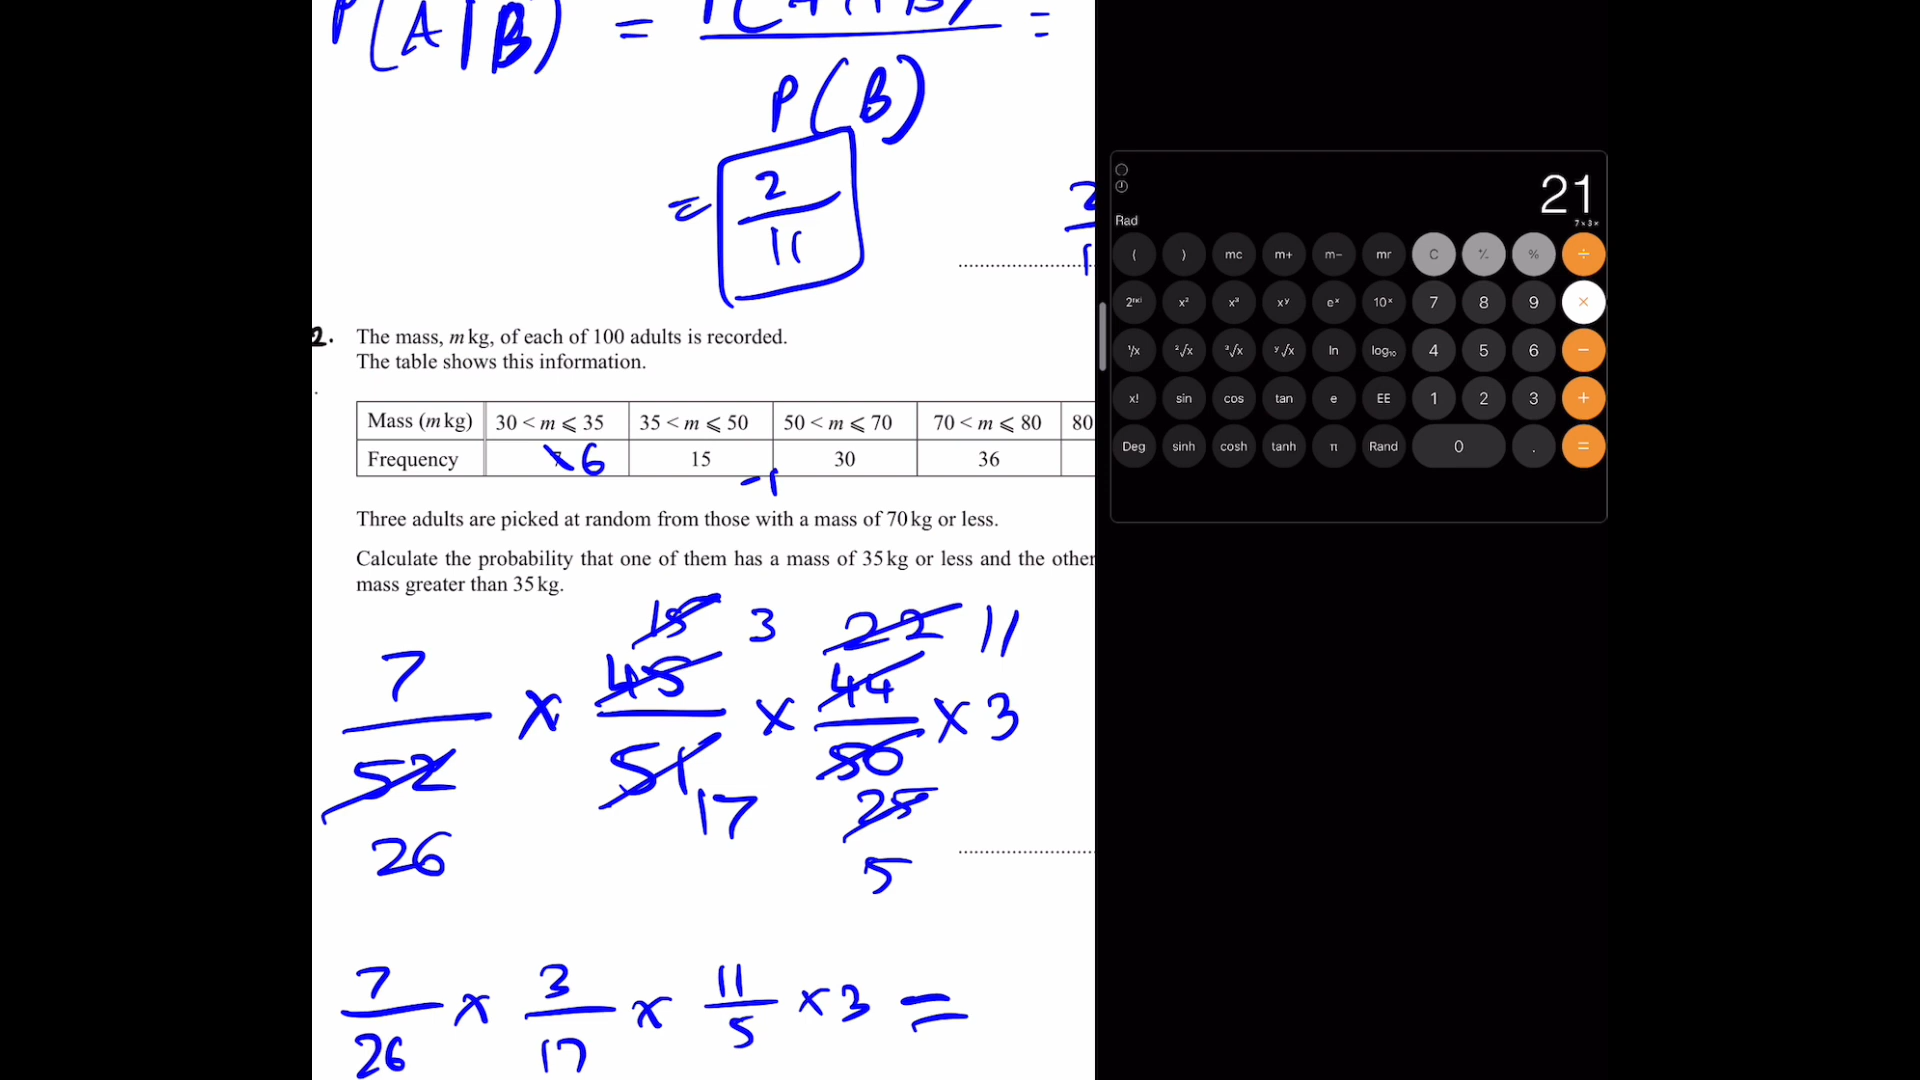 P(A|B) = =
P(B)
= 2/11
2.
The mass, m kg, of each of 100 adults is recorded.
The table shows this information.
Mass (m kg) 30 < m ⩽ 35 35 < m ⩽ 50 50 < m ⩽ 70 70 < m ⩽ 80 80
Frequency 7 6 15 30 36
-1
Three adults are picked at random from those with a mass of 70 kg or less.
Calculate the probability that one of them has a mass of 35 kg or less and the other
mass greater than 35 kg.
15 3 22 11
7/52 × 45/51 × 44/50 × 3
26 17 25
5
7/26 × 3/17 × 11/5 × 3 =
21
7×3×
Rad
( ) mc m+ m− mr C ⁺∕₋ % ÷
2ⁿᵈ x² x³ xʸ eˣ 10ˣ 7 8 9 ×
¹/x ²√x ³√x ʸ√x ln log₁₀ 4 5 6 −
x! sin cos tan e EE 1 2 3 +
Deg sinh cosh tanh π Rand 0 . =